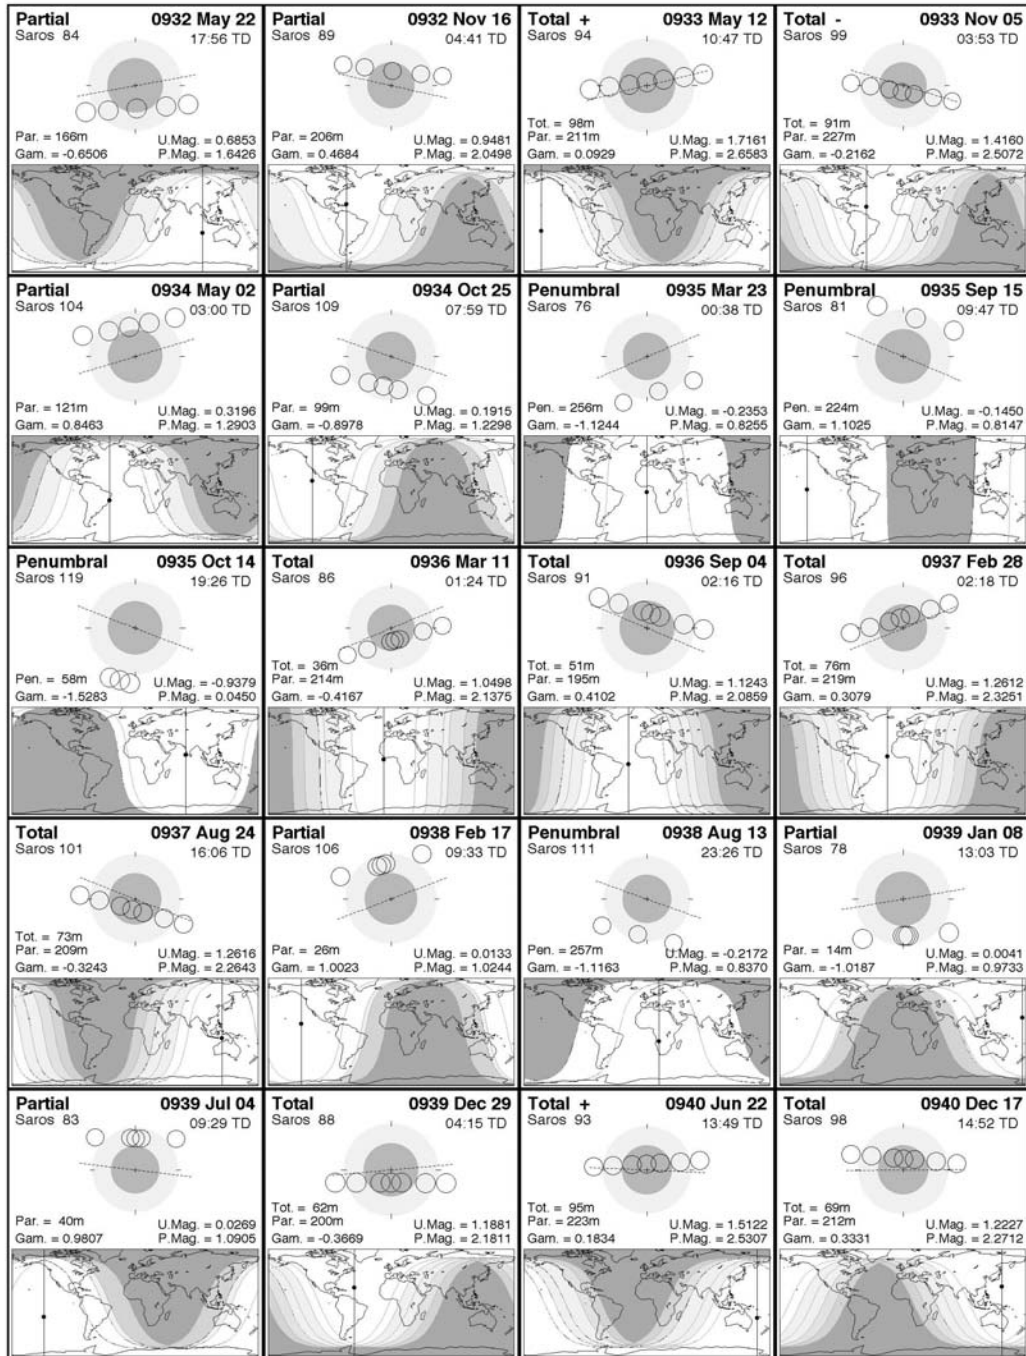 Partial 0932 May 22
Saros 84 17:56 TD
Par. = 166m U.Mag. = 0.6853
Gam. = -0.6506 P.Mag. = 1.6426
Partial 0932 Nov 16
Saros 89 04:41 TD
Par. = 206m U.Mag. = 0.9481
Gam. = 0.4684 P.Mag. = 2.0498
Total + 0933 May 12
Saros 94 10:47 TD
Tot. = 98m
Par. = 211m U.Mag. = 1.7161
Gam. = 0.0929 P.Mag. = 2.6583
Total - 0933 Nov 05
Saros 99 03:53 TD
Tot. = 91m
Par. = 227m U.Mag. = 1.4160
Gam. = -0.2162 P.Mag. = 2.5072
Partial 0934 May 02
Saros 104 03:00 TD
Par. = 121m U.Mag. = 0.3196
Gam. = 0.8463 P.Mag. = 1.2903
Partial 0934 Oct 25
Saros 109 07:59 TD
Par. = 99m U.Mag. = 0.1915
Gam. = -0.8978 P.Mag. = 1.2298
Penumbral 0935 Mar 23
Saros 76 00:38 TD
Pen. = 256m U.Mag. = -0.2353
Gam. = -1.1244 P.Mag. = 0.8255
Penumbral 0935 Sep 15
Saros 81 09:47 TD
Pen. = 224m U.Mag. = -0.1450
Gam. = 1.1025 P.Mag. = 0.8147
Penumbral 0935 Oct 14
Saros 119 19:26 TD
Pen. = 58m U.Mag. = -0.9379
Gam. = -1.5283 P.Mag. = 0.0450
Total 0936 Mar 11
Saros 86 01:24 TD
Tot. = 36m
Par. = 214m U.Mag. = 1.0498
Gam. = -0.4167 P.Mag. = 2.1375
Total 0936 Sep 04
Saros 91 02:16 TD
Tot. = 51m
Par. = 195m U.Mag. = 1.1243
Gam. = 0.4102 P.Mag. = 2.0859
Total 0937 Feb 28
Saros 96 02:18 TD
Tot. = 76m
Par. = 219m U.Mag. = 1.2612
Gam. = 0.3079 P.Mag. = 2.3251
Total 0937 Aug 24
Saros 101 16:06 TD
Tot. = 73m
Par. = 209m U.Mag. = 1.2616
Gam. = -0.3243 P.Mag. = 2.2643
Partial 0938 Feb 17
Saros 106 09:33 TD
Par. = 26m U.Mag. = 0.0133
Gam. = 1.0023 P.Mag. = 1.0244
Penumbral 0938 Aug 13
Saros 111 23:26 TD
Pen. = 257m U.Mag. = -0.2172
Gam. = -1.1163 P.Mag. = 0.8370
Partial 0939 Jan 08
Saros 78 13:03 TD
Par. = 14m U.Mag. = 0.0041
Gam. = -1.0187 P.Mag. = 0.9733
Partial 0939 Jul 04
Saros 83 09:29 TD
Par. = 40m U.Mag. = 0.0269
Gam. = 0.9807 P.Mag. = 1.0905
Total 0939 Dec 29
Saros 88 04:15 TD
Tot. = 62m
Par. = 200m U.Mag. = 1.1881
Gam. = -0.3669 P.Mag. = 2.1811
Total + 0940 Jun 22
Saros 93 13:49 TD
Tot. = 95m
Par. = 223m U.Mag. = 1.5122
Gam. = 0.1834 P.Mag. = 2.5307
Total 0940 Dec 17
Saros 98 14:52 TD
Tot. = 69m
Par. = 212m U.Mag. = 1.2227
Gam. = 0.3331 P.Mag. = 2.2712